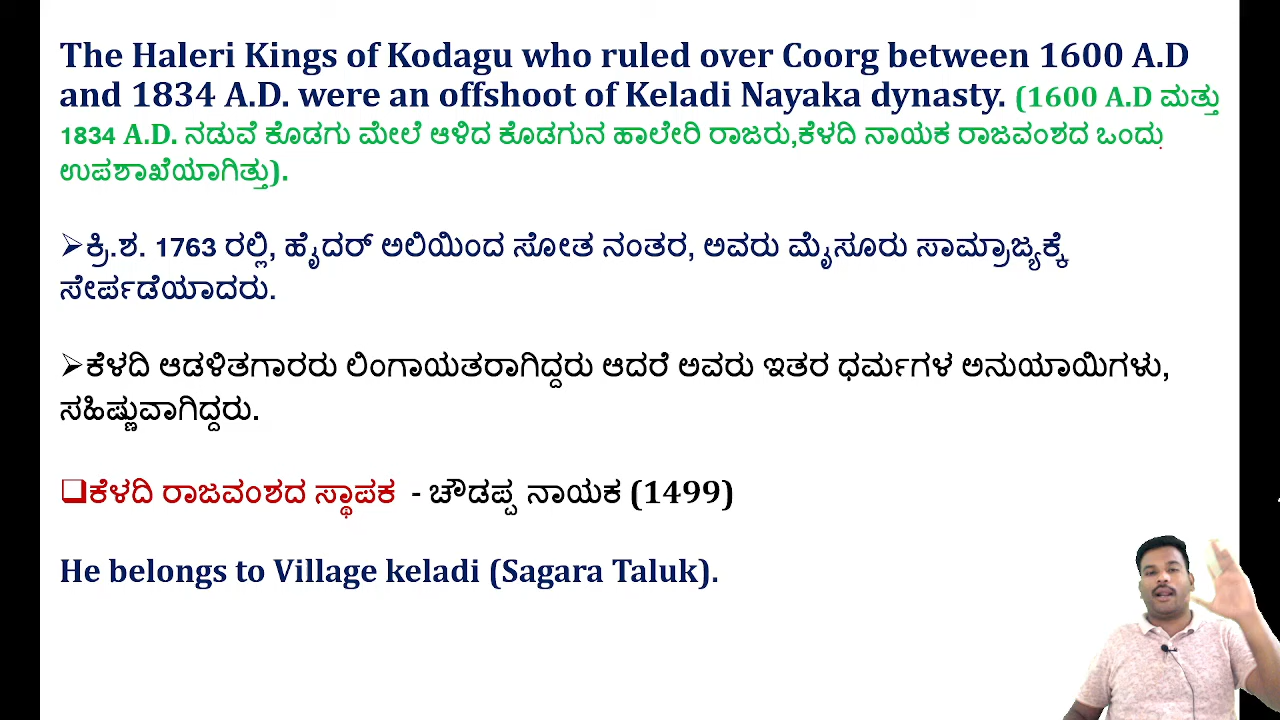 The Haleri Kings of Kodagu who ruled over Coorg between 1600 A.D
and 1834 A.D. were an offshoot of Keladi Nayaka dynasty. (1600 A.D ಮತ್ತು
1834 A.D. ನಡುವೆ ಕೊಡಗು ಮೇಲೆ ಆಳಿದ ಕೊಡಗುನ ಹಾಲೇರಿ ರಾಜರು,ಕೆಳದಿ ನಾಯಕ ರಾಜವಂಶದ ಒಂದು
ಉಪಶಾಖೆಯಾಗಿತ್ತು).
➢ಕ್ರಿ.ಶ. 1763 ರಲ್ಲಿ, ಹೈದರ್ ಅಲಿಯಿಂದ ಸೋತ ನಂತರ, ಅವರು ಮೈಸೂರು ಸಾಮ್ರಾಜ್ಯಕ್ಕೆ
ಸೇರ್ಪಡೆಯಾದರು.
➢ಕೆಳದಿ ಆಡಳಿತಗಾರರು ಲಿಂಗಾಯತರಾಗಿದ್ದರು ಆದರೆ ಅವರು ಇತರ ಧರ್ಮಗಳ ಅನುಯಾಯಿಗಳು,
ಸಹಿಷ್ಣುವಾಗಿದ್ದರು.
❑ಕೆಳದಿ ರಾಜವಂಶದ ಸ್ಥಾಪಕ - ಚೌಡಪ್ಪ ನಾಯಕ (1499)
He belongs to Village keladi (Sagara Taluk).